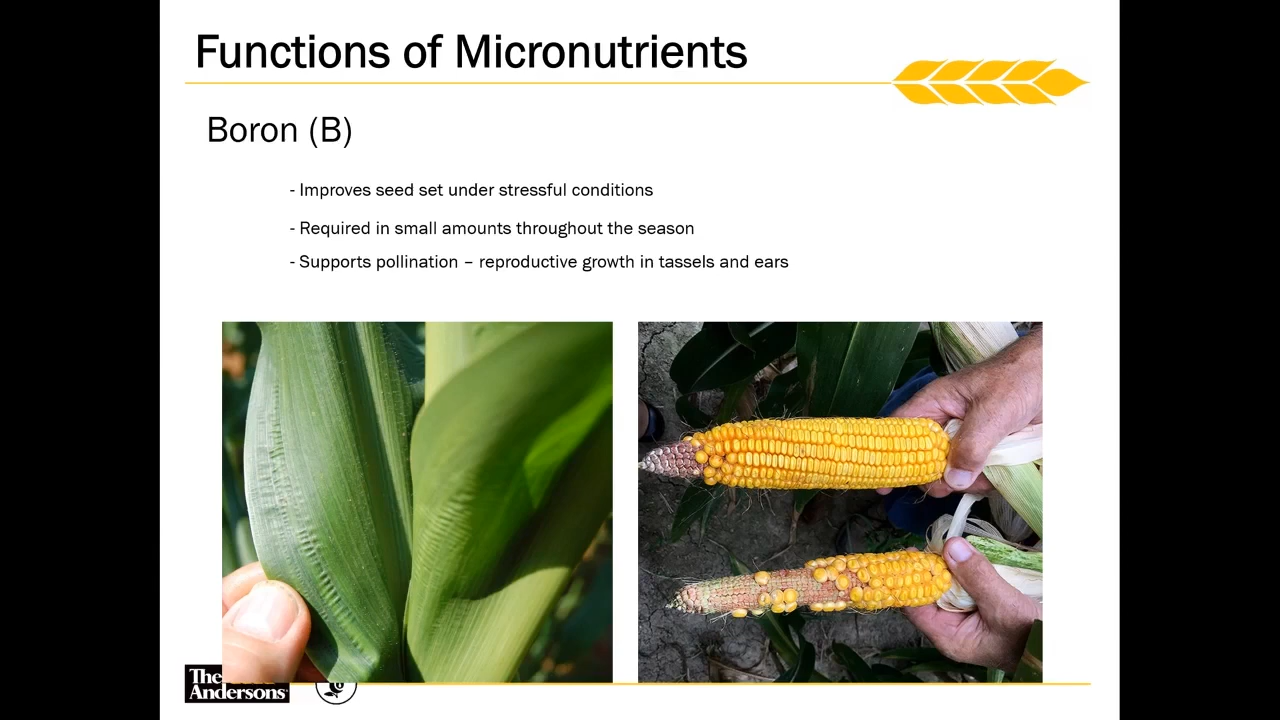 Functions of Micronutrients
Boron (B)
- Improves seed set under stressful conditions
- Required in small amounts throughout the season
- Supports pollination – reproductive growth in tassels and ears
The
Andersons